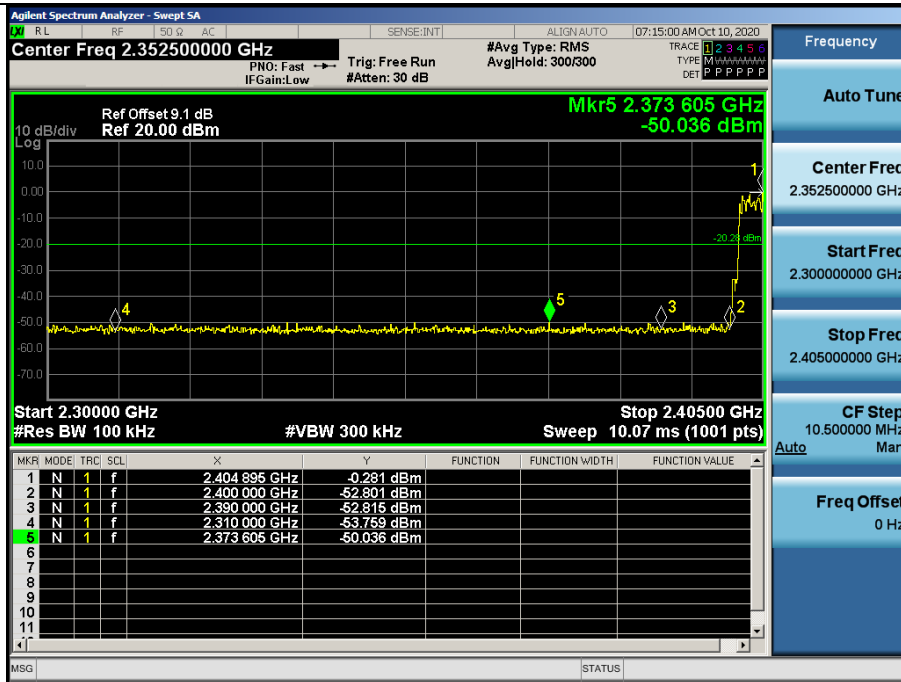 Agilent Spectrum Analyzer - Swept SA
LXI RL RF 50 Ω AC SENSE:INT ALIGN AUTO 07:15:00 AM Oct 10, 2020
Center Freq 2.352500000 GHz
#Avg Type: RMS
TRACE 1 2 3 4 5 6
PNO: Fast
Trig: Free Run
Avg|Hold: 300/300
TYPE M
IFGain:Low
#Atten: 30 dB
DET P P P P P P
Ref Offset 9.1 dB
Mkr5 2.373 605 GHz
10 dB/div
Ref 20.00 dBm
-50.036 dBm
Log
10.0
0.00
-10.0
-20.0
-30.0
-40.0
-50.0
-60.0
-70.0
1
-20.28 dBm
4
5
3
2
Start 2.30000 GHz
Stop 2.40500 GHz
#Res BW 100 kHz
#VBW 300 kHz
Sweep 10.07 ms (1001 pts)
MKR MODE TRC SCL X Y FUNCTION FUNCTION WIDTH FUNCTION VALUE
1 N 1 f 2.404 895 GHz -0.281 dBm
2 N 1 f 2.400 000 GHz -52.801 dBm
3 N 1 f 2.390 000 GHz -52.815 dBm
4 N 1 f 2.310 000 GHz -53.759 dBm
5 N 1 f 2.373 605 GHz -50.036 dBm
6
7
8
9
10
11
MSG
STATUS
Frequency
Auto Tune
Center Freq
2.352500000 GHz
Start Freq
2.300000000 GHz
Stop Freq
2.405000000 GHz
CF Step
10.500000 MHz
Auto Man
Freq Offset
0 Hz